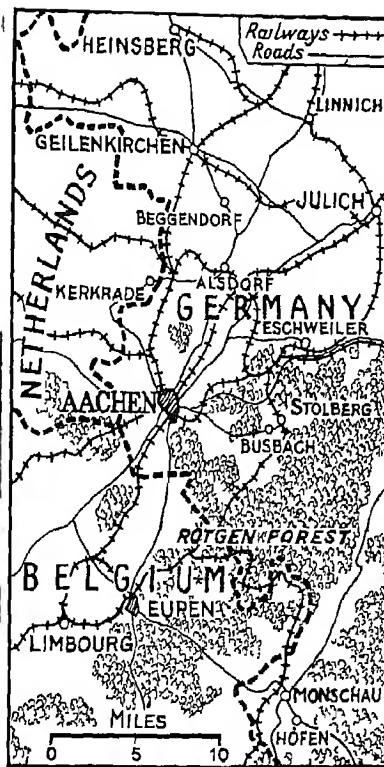 Railways
Roads
HEINSBERG
LINNICH
GEILENKIRCHEN
JULICH
BEGGENDORF
NETHERLANDS
ALSDORF
KERKRADE
GERMANY
ESCHWEILER
AACHEN
STOLBERG
BUSBACH
ROTGEN FOREST
BELGIUM
EUPEN
LIMBOURG
MONSCHAU
MILES
HOFEN
0 5 10